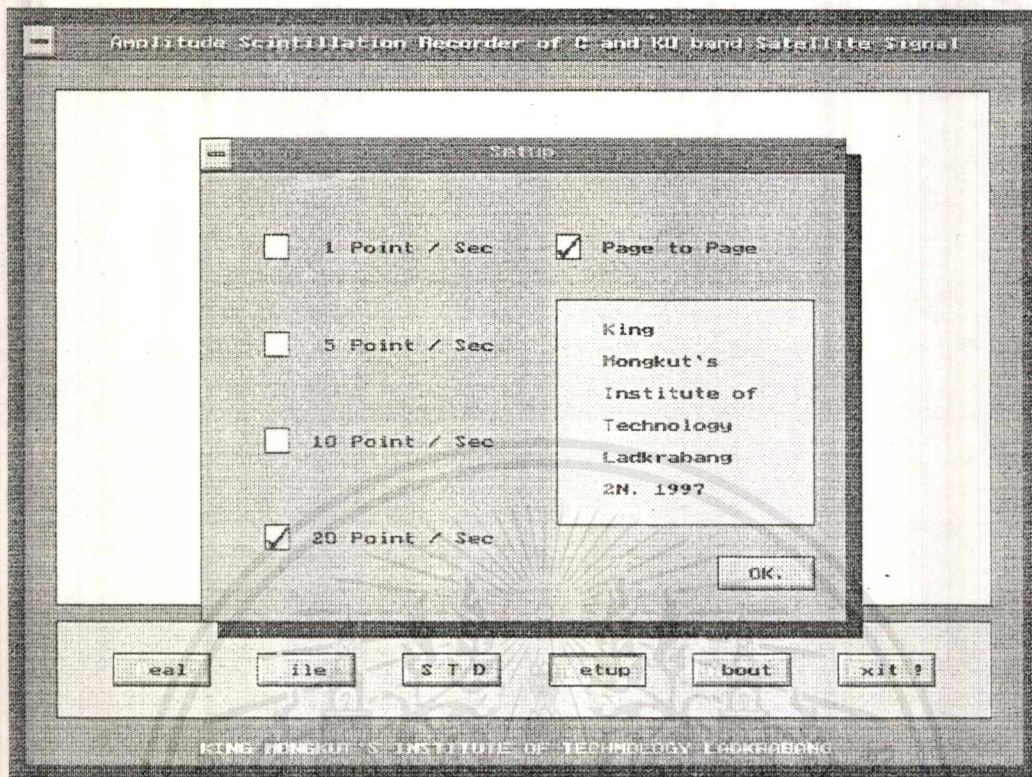 Amplitude Scintillation Recorder of C and KU band Satellite Signal
Setup
1 Point / Sec
Page to Page
5 Point / Sec
10 Point / Sec
20 Point / Sec
King
Mongkut's
Institute of
Technology
Ladkrabang
2N. 1997
OK.
eal
ile
S T D
etup
bout
xit ?
KING MONGKUT'S INSTITUTE OF TECHNOLOGY LADKRABANG